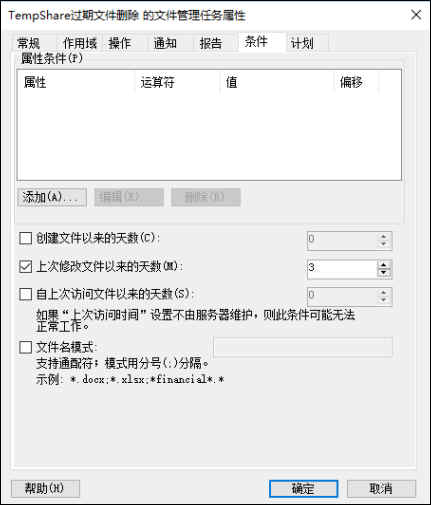 TempShare过期文件删除 的文件管理任务属性
常规 作用域 操作 通知 报告 条件 计划
属性条件(P)
属性 运算符 值 偏移
添加(A)... 编辑(E) 删除(R)
创建文件以来的天数(C): 0
上次修改文件以来的天数(M): 3
自上次访问文件以来的天数(S): 0
如果“上次访问时间”设置不由服务器维护，则此条件可能无法
正常工作。
文件名模式:
支持通配符；模式用分号(;)分隔。
示例: *.docx;*.xlsx;*financial*.*
帮助(H) 确定 取消